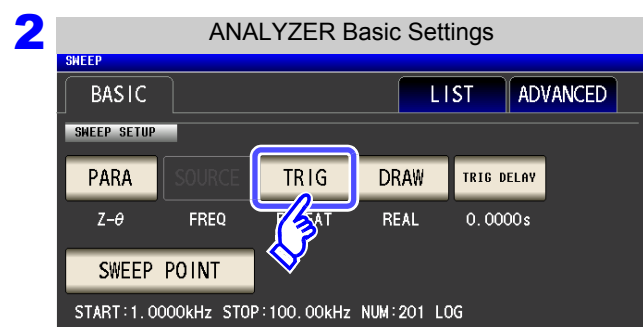 2
ANALYZER Basic Settings
SWEEP
BASIC LIST ADVANCED
SWEEP SETUP
PARA SOURCE TRIG DRAW TRIG DELAY
Z-θ FREQ REAL 0.0000s
SWEEP POINT
START:1.0000kHz STOP:100.00kHz NUM:201 LOG